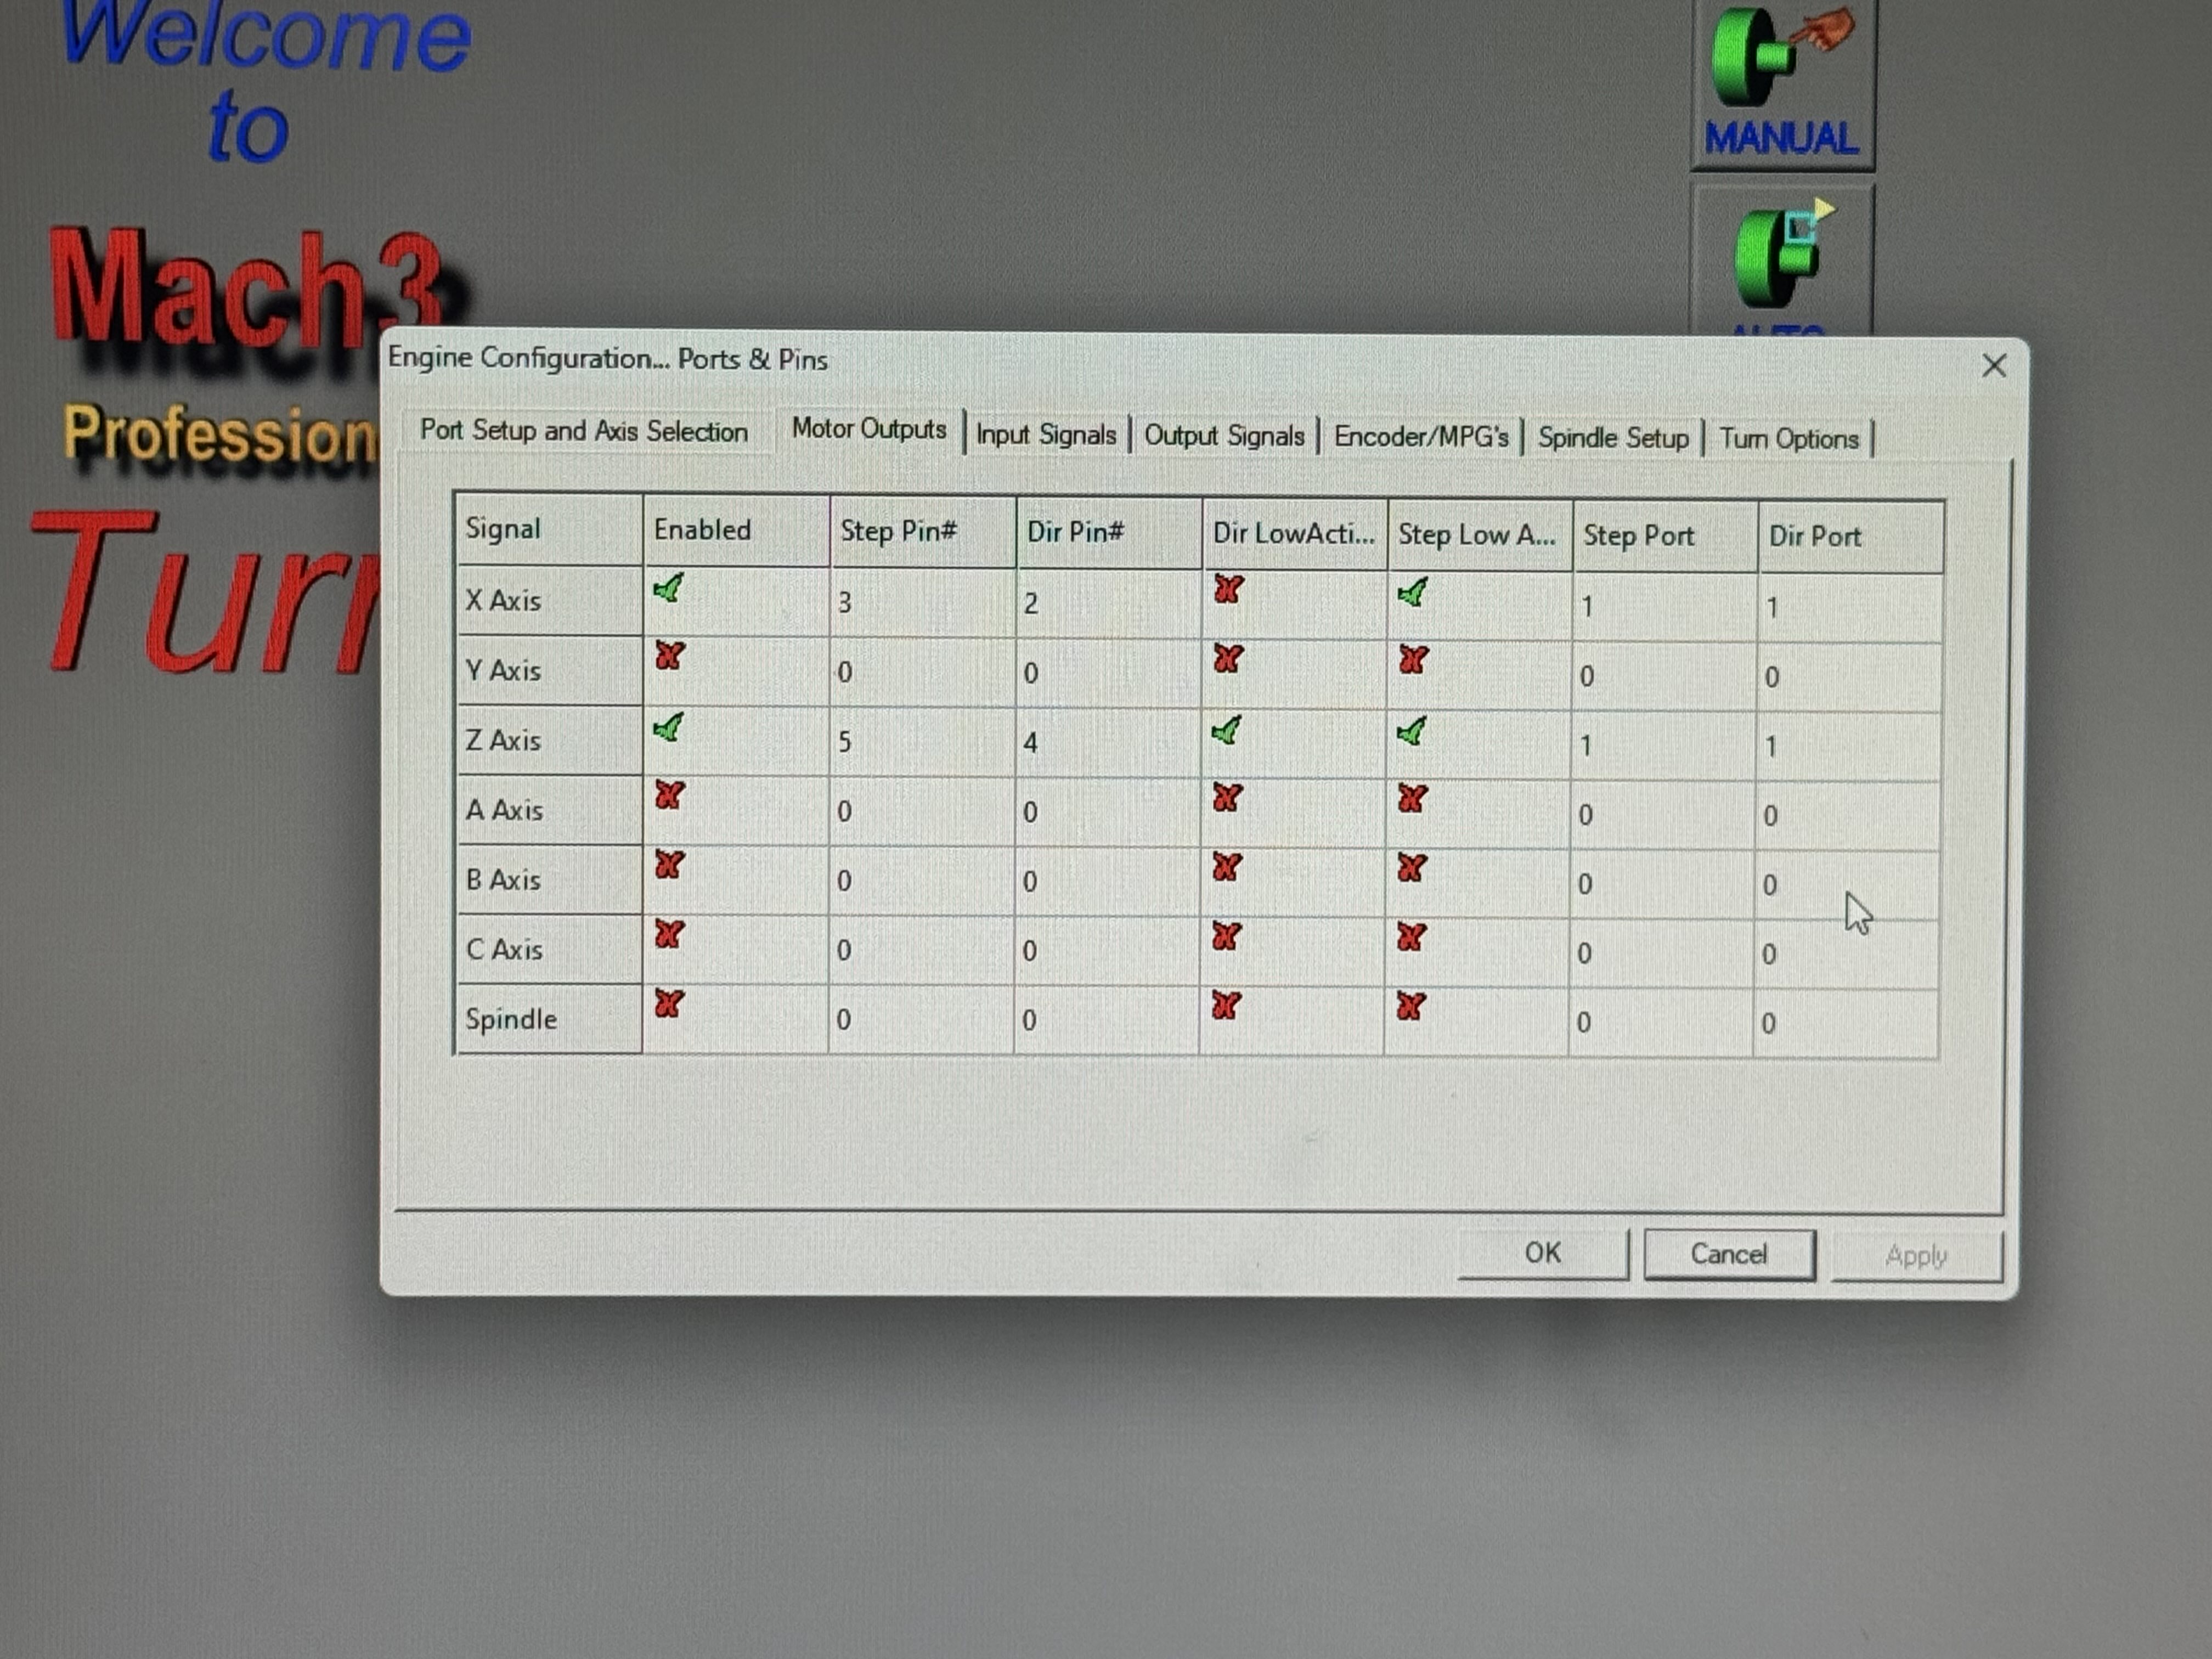 Welcome
to
Mach3
Profession
Turn
MANUAL
AUTO
Engine Configuration... Ports & Pins
Port Setup and Axis Selection Motor Outputs Input Signals Output Signals Encoder/MPG's Spindle Setup Turn Options
Signal Enabled Step Pin# Dir Pin# Dir LowActi... Step Low A... Step Port Dir Port
X Axis 3 2 1 1
Y Axis 0 0 0 0
Z Axis 5 4 1 1
A Axis 0 0 0 0
B Axis 0 0 0 0
C Axis 0 0 0 0
Spindle 0 0 0 0
OK Cancel Apply